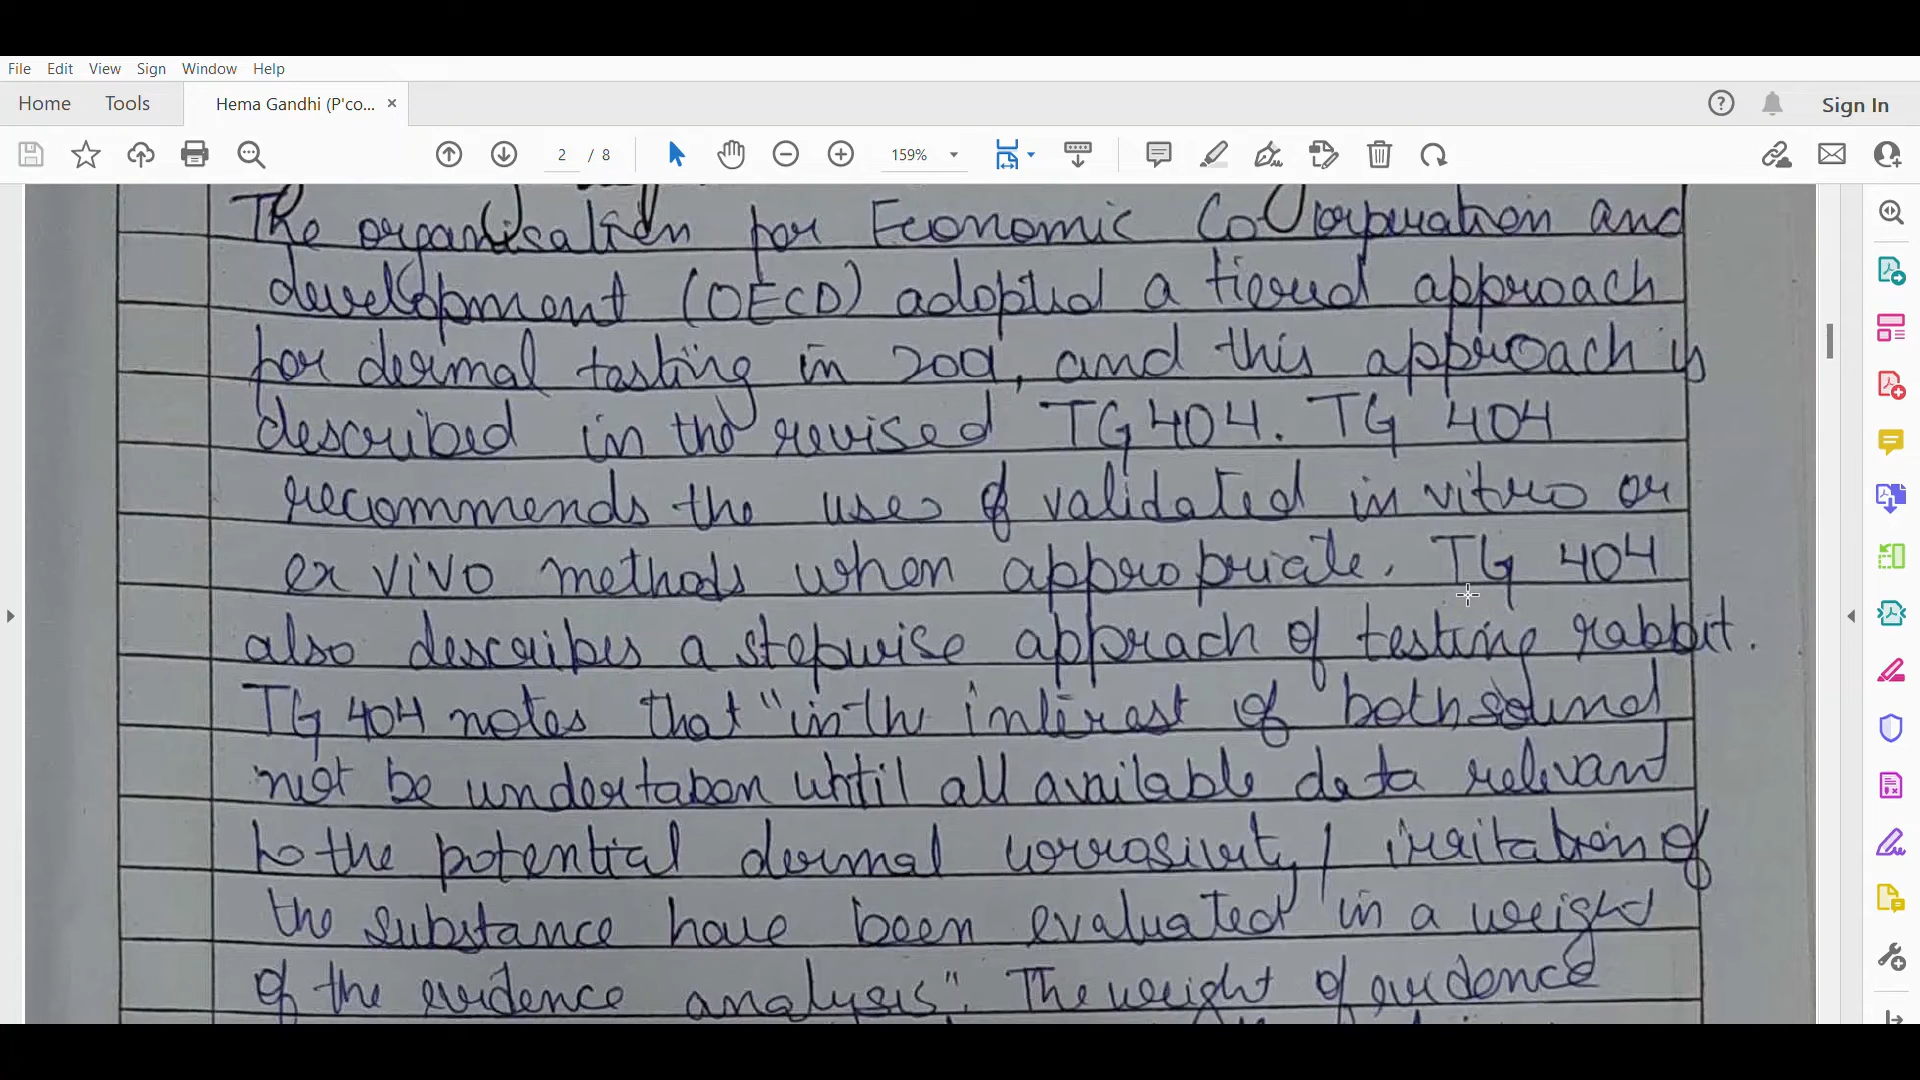 File Edit View Sign Window Help
Home Tools Hema Gandhi (P'co... × Sign In
2 / 8 159%
The organisation for Economic Coorperation and
development (OECD) adopted a tiered approach
for dermal testing in and this approach is
described in the revised TG 404. TG 404
recommends the use of validated in vitro or
ex vivo methods when appropriate. TG 404
also describes a stepwise apprach of testing rabbit.
TG 404 notes that "in the interest of both sound
not be undertaken until all available data relevant
to the potential dermal corrosivity / irritation of
the substance have been evaluated in a weight
of the evidence analysis". The weight of evidence